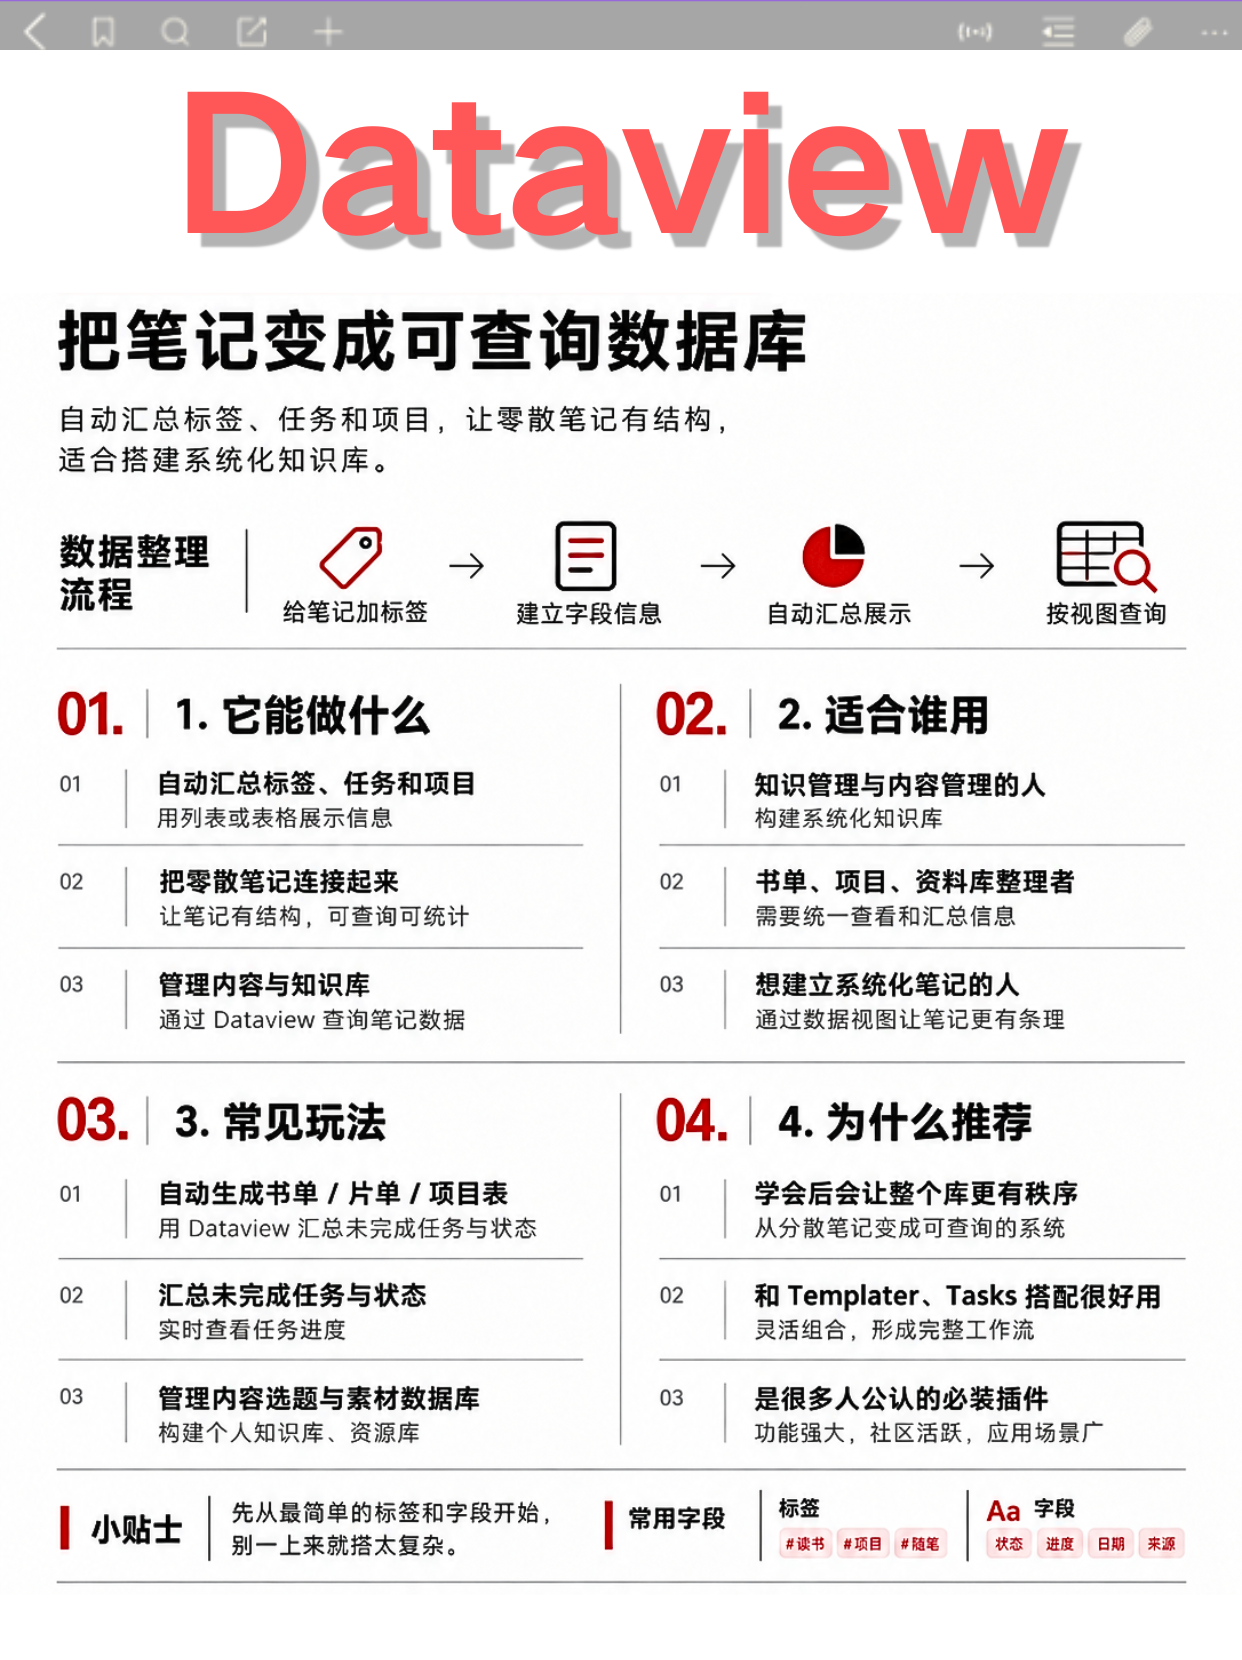 Dataview
把笔记变成可查询数据库
自动汇总标签、任务和项目，让零散笔记有结构，
适合搭建系统化知识库。
数据整理
流程
给笔记加标签
建立字段信息
自动汇总展示
按视图查询
01.
1. 它能做什么
01
自动汇总标签、任务和项目
用列表或表格展示信息
02
把零散笔记连接起来
让笔记有结构，可查询可统计
03
管理内容与知识库
通过 Dataview 查询笔记数据
02.
2. 适合谁用
01
知识管理与内容管理的人
构建系统化知识库
02
书单、项目、资料库整理者
需要统一查看和汇总信息
03
想建立系统化笔记的人
通过数据视图让笔记更有条理
03.
3. 常见玩法
01
自动生成书单 / 片单 / 项目表
用 Dataview 汇总未完成任务与状态
02
汇总未完成任务与状态
实时查看任务进度
03
管理内容选题与素材数据库
构建个人知识库、资源库
04.
4. 为什么推荐
01
学会后会让整个库更有秩序
从分散笔记变成可查询的系统
02
和 Templater、Tasks 搭配很好用
灵活组合，形成完整工作流
03
是很多人公认的必装插件
功能强大，社区活跃，应用场景广
小贴士
先从最简单的标签和字段开始，
别一上来就搭太复杂。
常用字段
标签
#读书 #项目 #随笔
Aa 字段
状态 进度 日期 来源